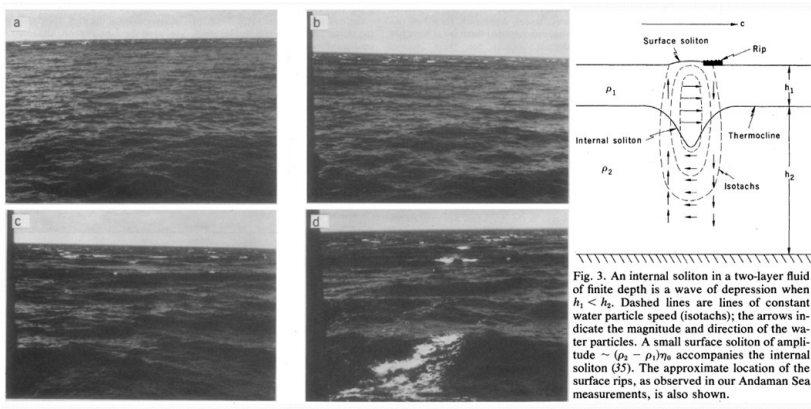 a
b
c
d
c
Surface soliton
Rip
ρ₁
h₁
Internal soliton
Thermocline
ρ₂
h₂
Isotachs
Fig. 3. An internal soliton in a two-layer fluid
of finite depth is a wave of depression when
h₁ < h₂. Dashed lines are lines of constant
water particle speed (isotachs); the arrows in-
dicate the magnitude and direction of the wa-
ter particles. A small surface soliton of ampli-
tude ~ (ρ₂ − ρ₁)η₀ accompanies the internal
soliton (35). The approximate location of the
surface rips, as observed in our Andaman Sea
measurements, is also shown.